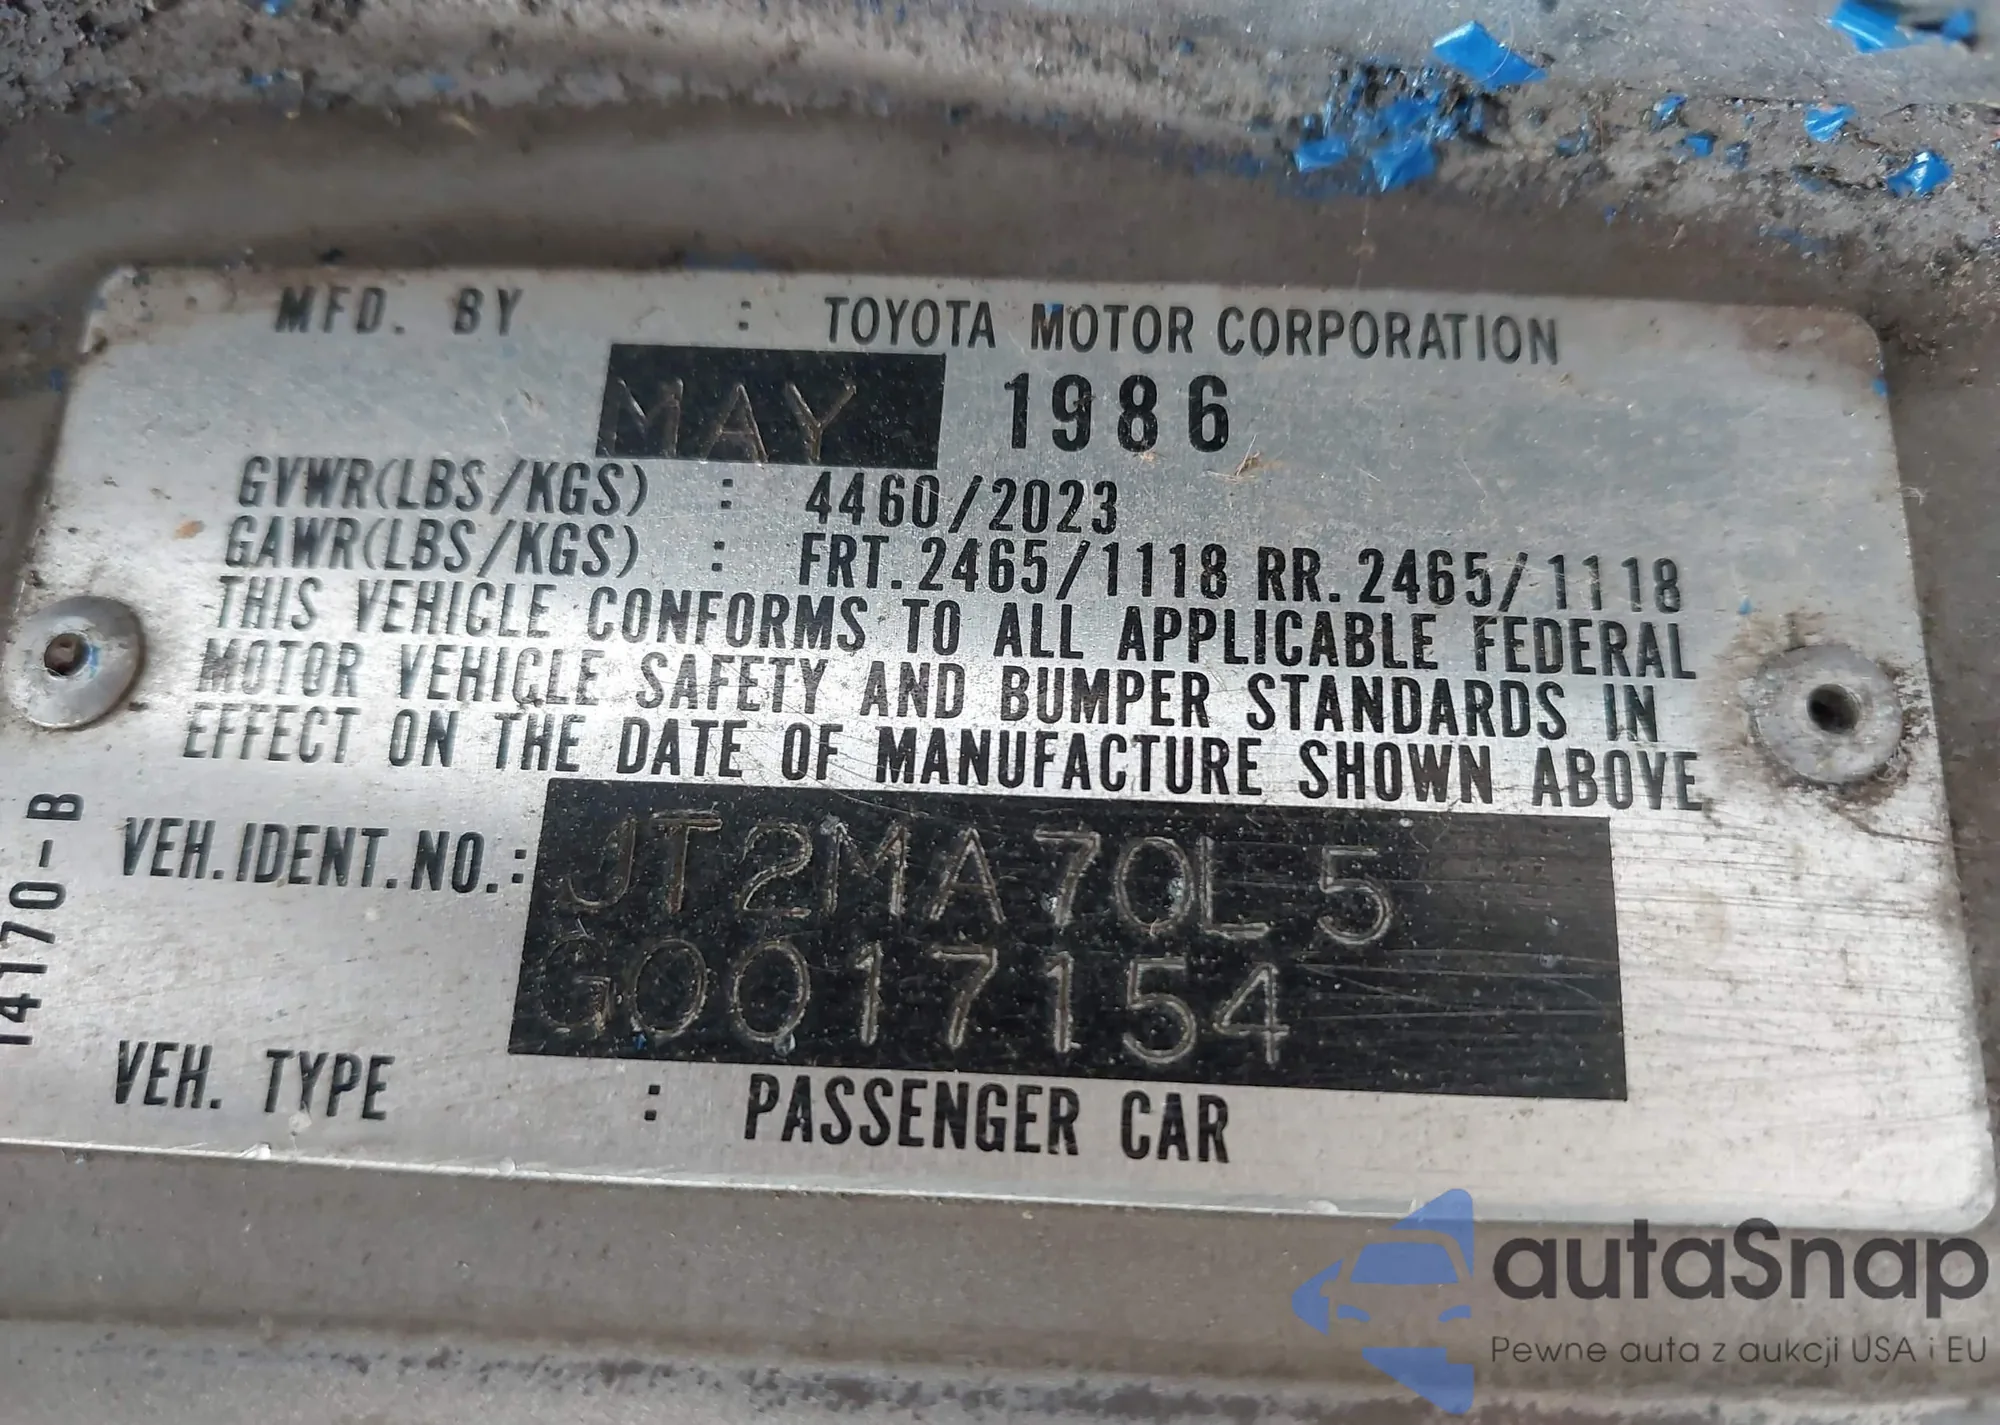 MFD. BY : TOYOTA MOTOR CORPORATION
MAY 1986
GVWR(LBS/KGS) : 4460/2023
GAWR(LBS/KGS) : FRT.2465/1118 RR.2465/1118
THIS VEHICLE CONFORMS TO ALL APPLICABLE FEDERAL
MOTOR VEHICLE SAFETY AND BUMPER STANDARDS IN
EFFECT ON THE DATE OF MANUFACTURE SHOWN ABOVE
VEH.IDENT.NO.: JT2MA70L5
G0017154
VEH. TYPE : PASSENGER CAR
14170-B
autaSnap
Pewne auta z aukcji USA i EU